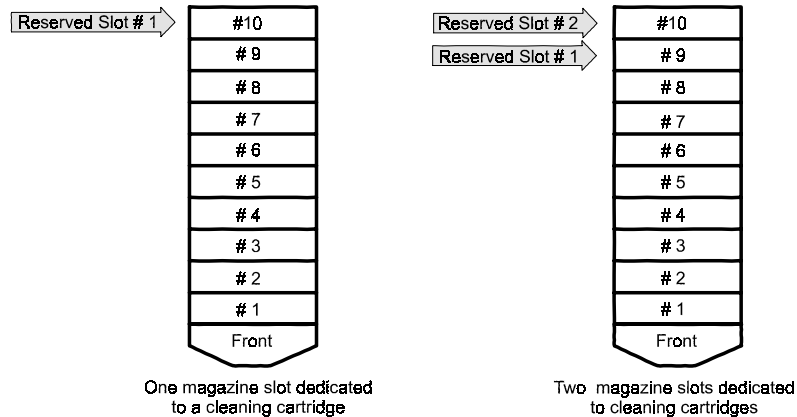 Reserved Slot # 1
#10
# 9
# 8
# 7
# 6
# 5
# 4
# 3
# 2
# 1
Front
One magazine slot dedicated
to a cleaning cartridge
Reserved Slot # 2
Reserved Slot # 1
#10
# 9
# 8
# 7
# 6
# 5
# 4
# 3
# 2
# 1
Front
Two magazine slots dedicated
to cleaning cartridges